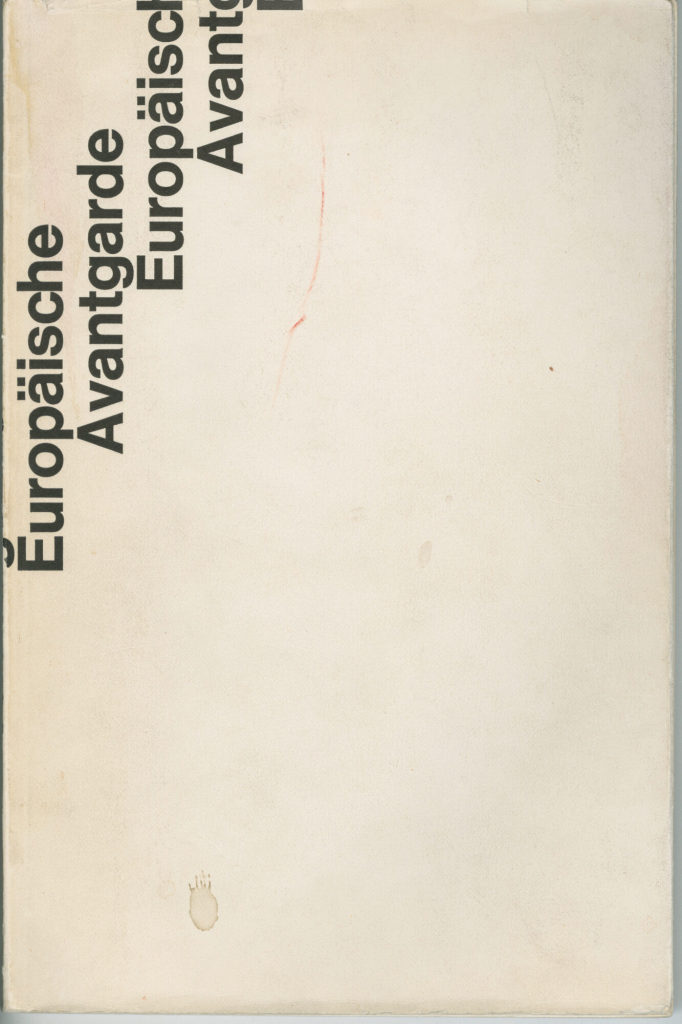 Europäische
Avantgarde
Europäisch
Avantg